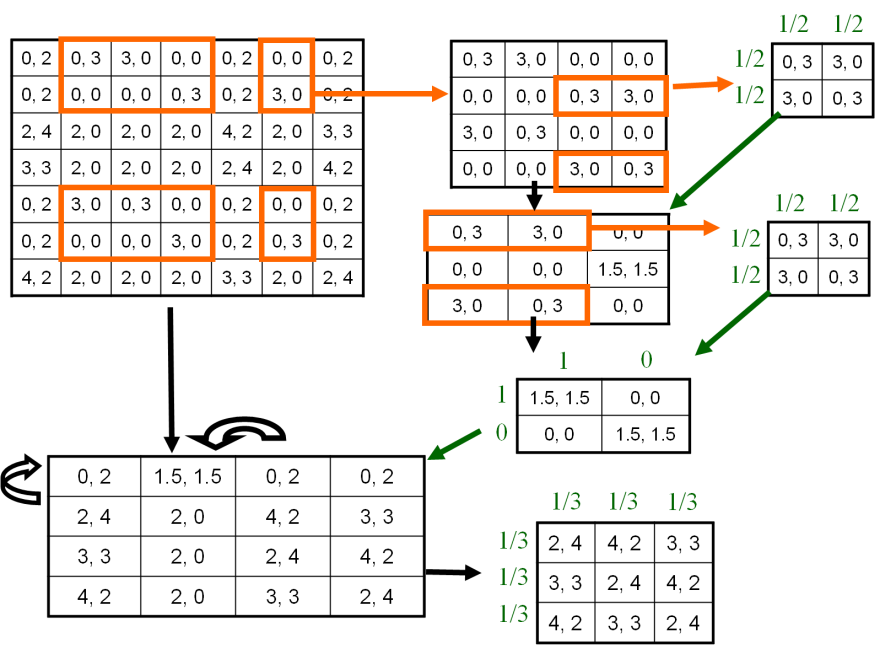 0, 2 0, 3 3, 0 0, 0 0, 2 0, 0 0, 2
0, 2 0, 0 0, 0 0, 3 0, 2 3, 0 0, 2
2, 4 2, 0 2, 0 2, 0 4, 2 2, 0 3, 3
3, 3 2, 0 2, 0 2, 0 2, 4 2, 0 4, 2
0, 2 3, 0 0, 3 0, 0 0, 2 0, 0 0, 2
0, 2 0, 0 0, 0 3, 0 0, 2 0, 3 0, 2
4, 2 2, 0 2, 0 2, 0 3, 3 2, 0 2, 4
0, 3 3, 0 0, 0 0, 0
0, 0 0, 0 0, 3 3, 0
3, 0 0, 3 0, 0 0, 0
0, 0 0, 0 3, 0 0, 3
1/2 1/2
1/2 0, 3 3, 0
1/2 3, 0 0, 3
0, 3 3, 0 0, 0
0, 0 0, 0 1.5, 1.5
3, 0 0, 3 0, 0
1/2 1/2
1/2 0, 3 3, 0
1/2 3, 0 0, 3
1 0
1 1.5, 1.5 0, 0
0 0, 0 1.5, 1.5
0, 2 1.5, 1.5 0, 2 0, 2
2, 4 2, 0 4, 2 3, 3
3, 3 2, 0 2, 4 4, 2
4, 2 2, 0 3, 3 2, 4
1/3 1/3 1/3
1/3 2, 4 4, 2 3, 3
1/3 3, 3 2, 4 4, 2
1/3 4, 2 3, 3 2, 4